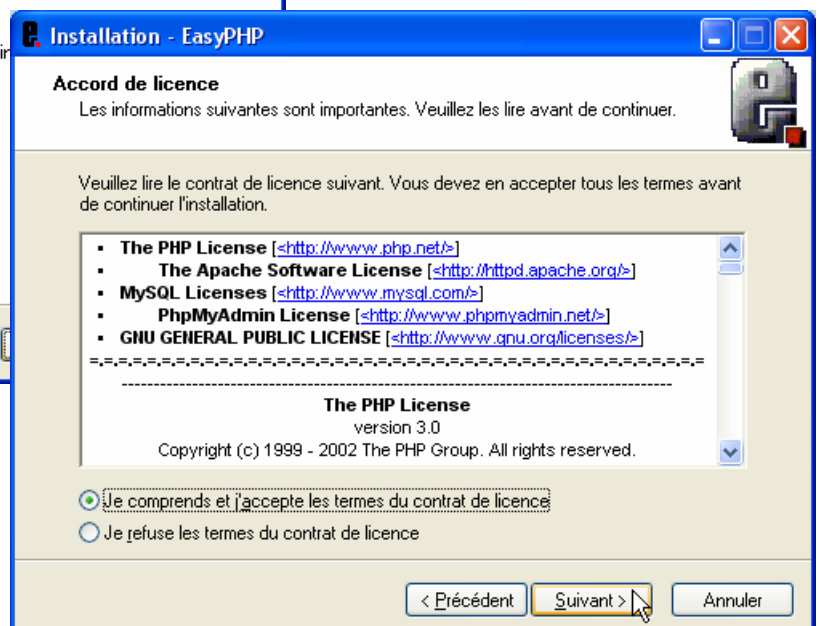 Installation - EasyPHP
Accord de licence
Les informations suivantes sont importantes. Veuillez les lire avant de continuer.
Veuillez lire le contrat de licence suivant. Vous devez en accepter tous les termes avant
de continuer l'installation.
▪ The PHP License [<http://www.php.net/>]
▪ The Apache Software License [<http://httpd.apache.org/>]
▪ MySQL Licenses [<http://www.mysql.com/>]
▪ PhpMyAdmin License [<http://www.phpmyadmin.net/>]
▪ GNU GENERAL PUBLIC LICENSE [<http://www.gnu.org/licenses/>]
=-=-=-=-=-=-=-=-=-=-=-=-=-=-=-=-=-=-=-=-=-=-=-=-=-=-=-=-=-=-=-=-=-=-=-=-=-=-=-=-=-=
--------------------------------------------------------------------------------------
The PHP License
version 3.0
Copyright (c) 1999 - 2002 The PHP Group. All rights reserved.
Je comprends et j'accepte les termes du contrat de licence
Je refuse les termes du contrat de licence
< Précédent Suivant > Annuler